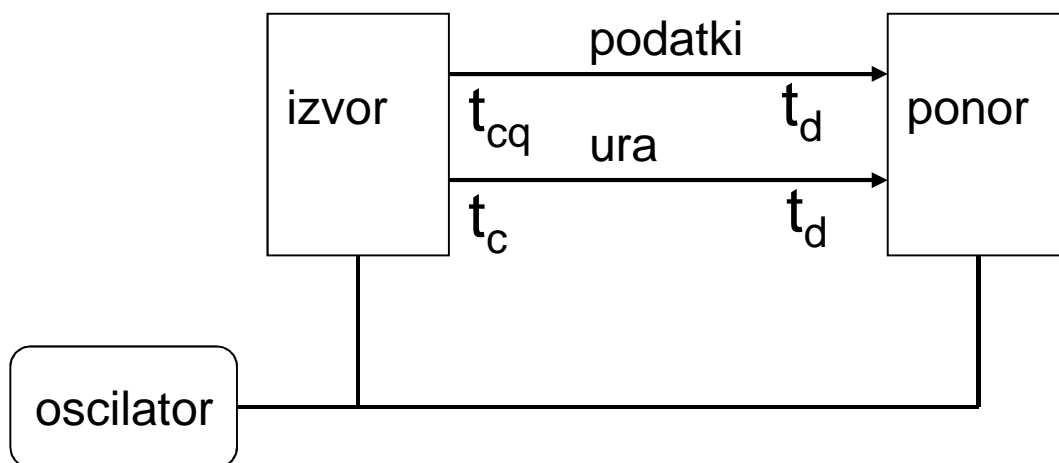 podatki
izvor
t_cq
t_d
ponor
ura
t_c
t_d
oscilator